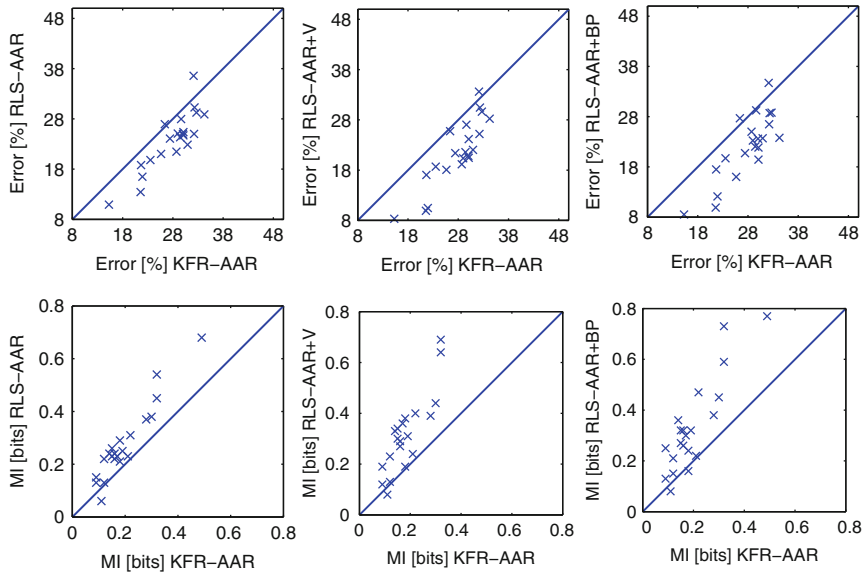 48
38
28
18
8
Error [%] RLS−AAR
8 18 28 38 48
Error [%] KFR−AAR
48
38
28
18
8
Error [%] RLS−AAR+V
8 18 28 38 48
Error [%] KFR−AAR
48
38
28
18
8
Error [%] RLS−AAR+BP
8 18 28 38 48
Error [%] KFR−AAR
0.8
0.6
0.4
0.2
0
MI [bits] RLS−AAR
0 0.2 0.4 0.6 0.8
MI [bits] KFR−AAR
0.8
0.6
0.4
0.2
0
MI [bits] RLS−AAR+V
0 0.2 0.4 0.6 0.8
MI [bits] KFR−AAR
0.8
0.6
0.4
0.2
0
MI [bits] RLS−AAR+BP
0 0.2 0.4 0.6 0.8
MI [bits] KFR−AAR